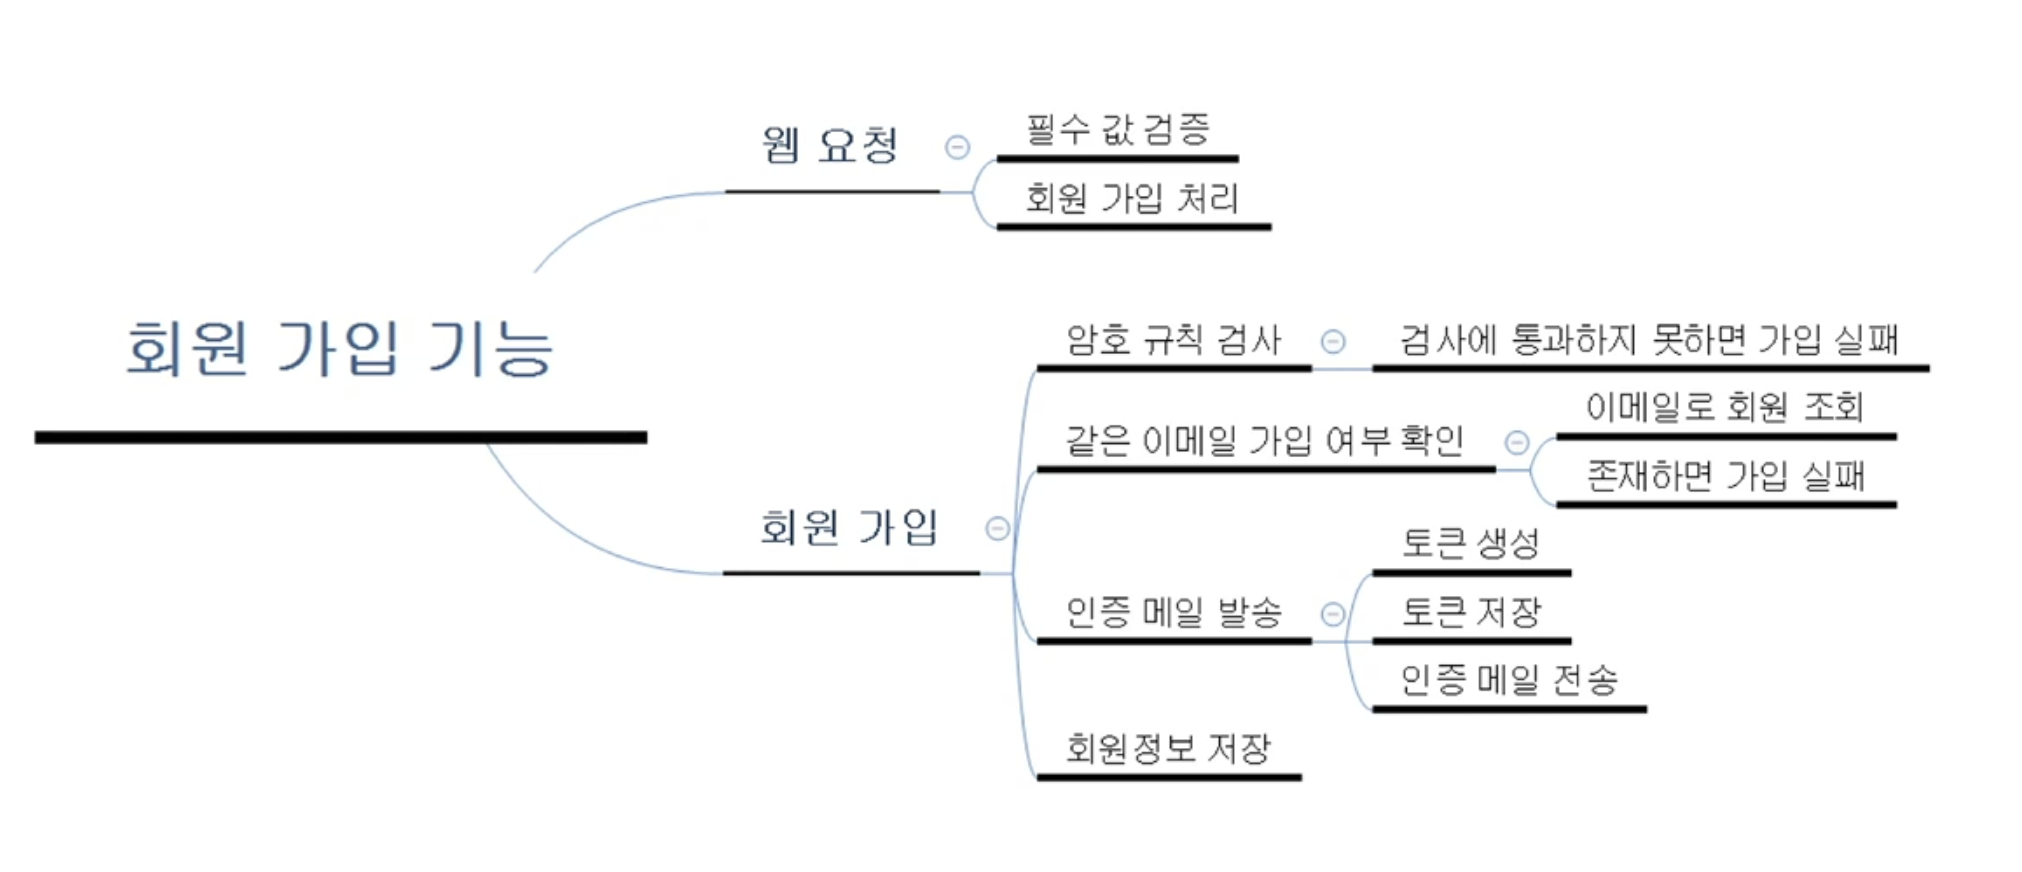 회원 가입 기능
웹 요청
필수 값 검증
회원 가입 처리
회원 가입
암호 규칙 검사
검사에 통과하지 못하면 가입 실패
같은 이메일 가입 여부 확인
이메일로 회원 조회
존재하면 가입 실패
인증 메일 발송
토큰 생성
토큰 저장
인증 메일 전송
회원정보 저장